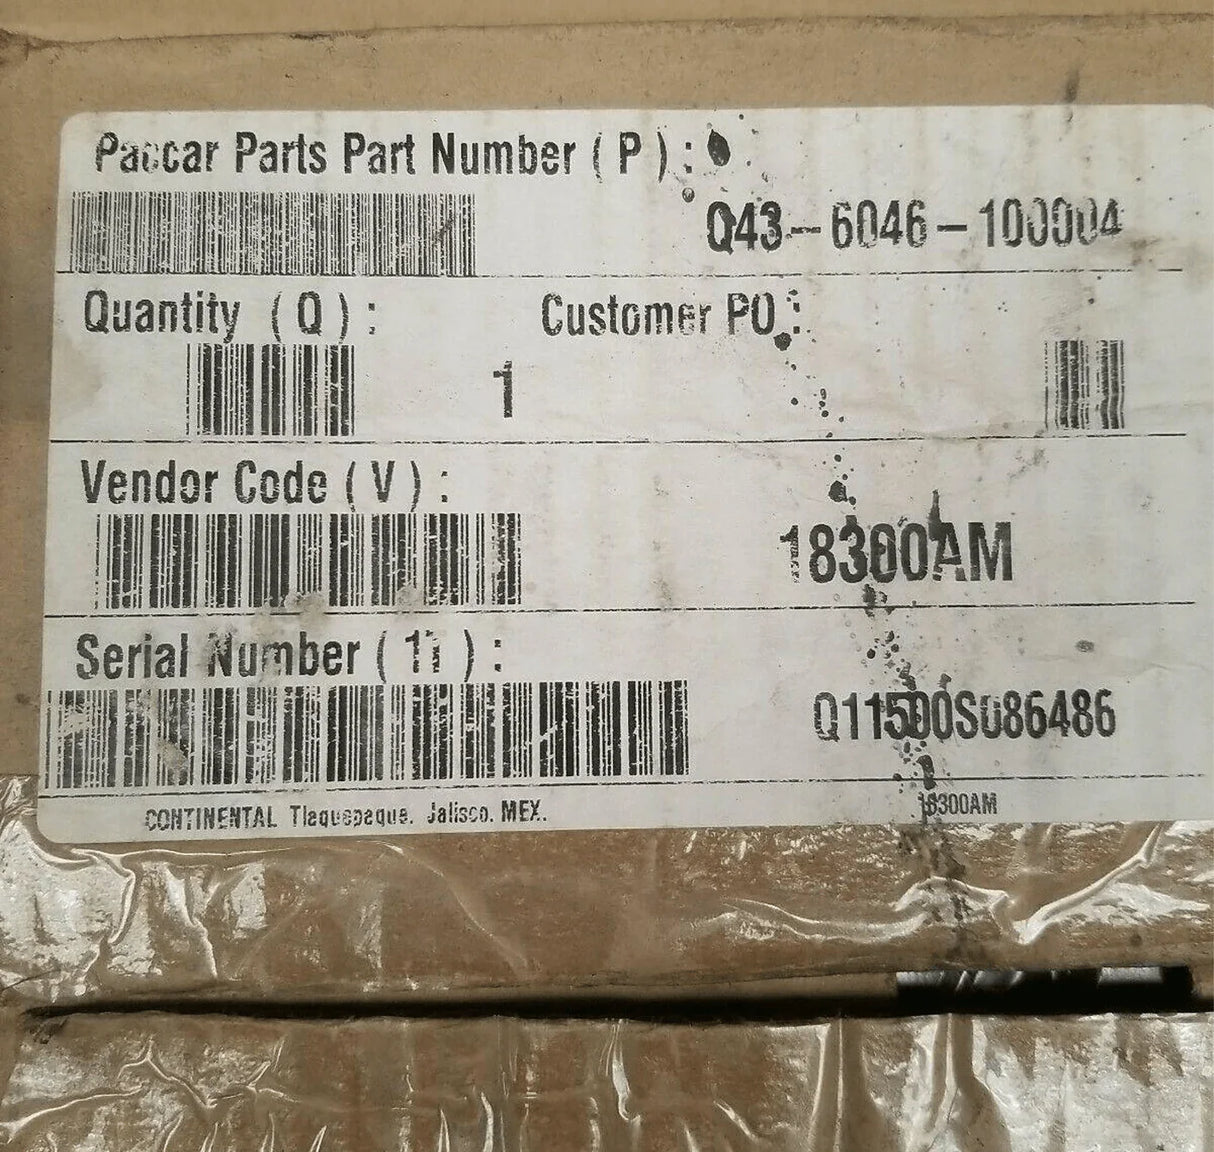 Paccar Parts Part Number ( P ) :
Q43-6046-100904
Quantity ( Q ) : Customer PO :
1
Vendor Code ( V ) :
18300AM
Serial Number ( 1T ) :
Q11500S086486
CONTINENTAL Tlaquepaque. Jalisco. MEX. 18300AM